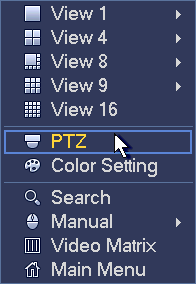 View 1
View 4
View 8
View 9
View 16
PTZ
Color Setting
Search
Manual
Video Matrix
Main Menu